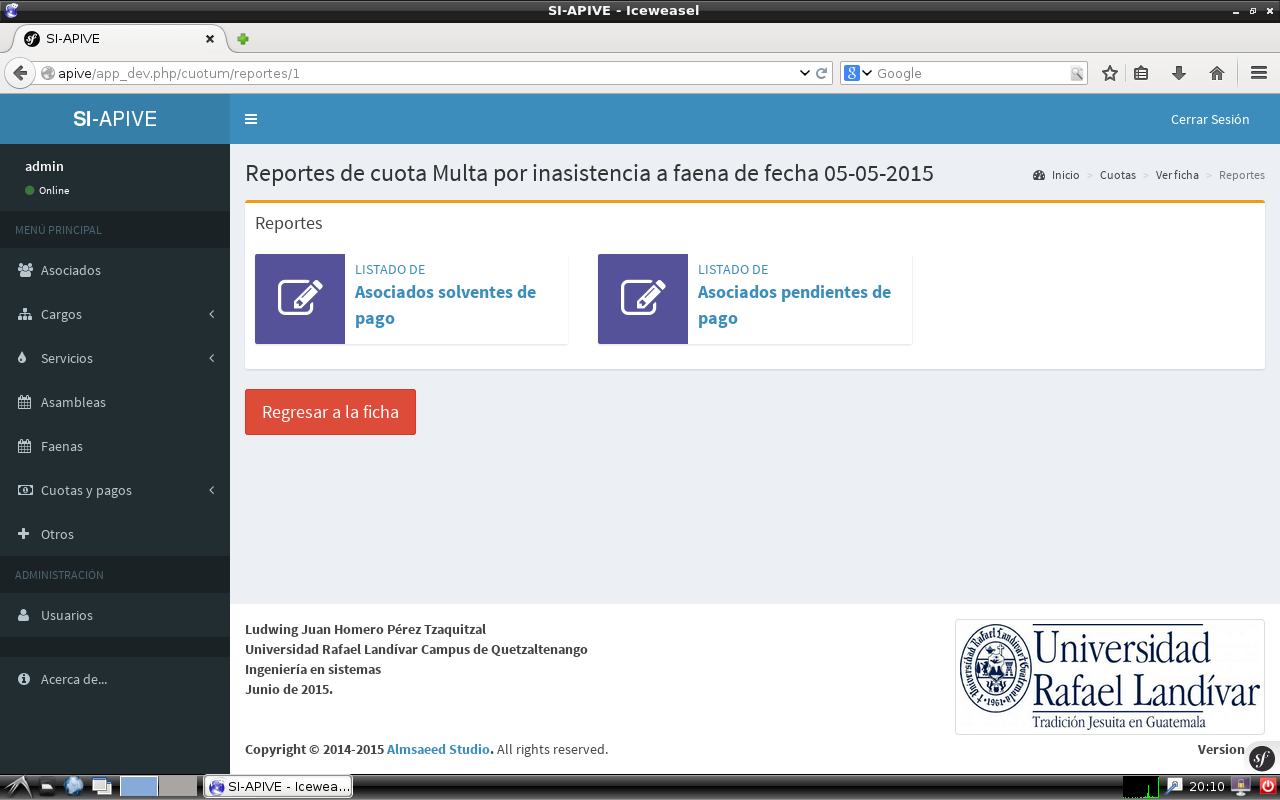 SI-APIVE - Iceweasel
SI-APIVE
apive/app_dev.php/cuotum/reportes/1
Google
SI-APIVE
Cerrar Sesión
admin
Online
MENÚ PRINCIPAL
Asociados
Cargos
Servicios
Asambleas
Faenas
Cuotas y pagos
Otros
ADMINISTRACIÓN
Usuarios
Acerca de...
Reportes de cuota Multa por inasistencia a faena de fecha 05-05-2015
Inicio > Cuotas > Ver ficha > Reportes
Reportes
LISTADO DE
Asociados solventes de
pago
LISTADO DE
Asociados pendientes de
pago
Regresar a la ficha
Ludwing Juan Homero Pérez Tzaquitzal
Universidad Rafael Landívar Campus de Quetzaltenango
Ingeniería en sistemas
Junio de 2015.
Universidad
Rafael Landívar
Tradición Jesuita en Guatemala
Copyright © 2014-2015 Almsaeed Studio. All rights reserved.
Version
SI-APIVE - Icewea...
20:10